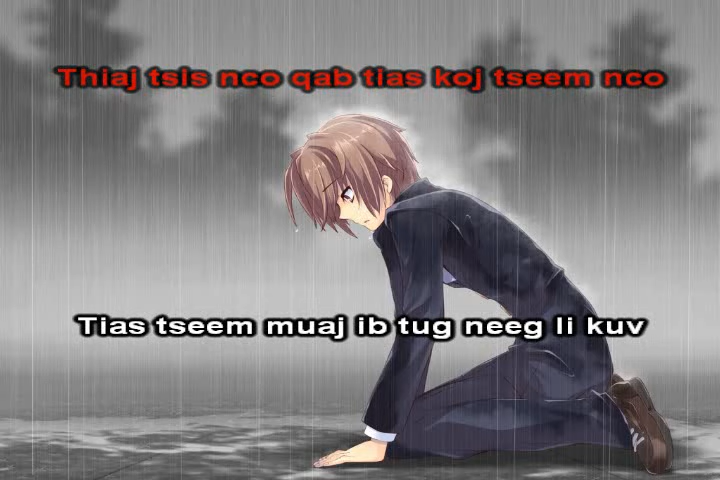 Thiaj tsis nco qab tias koj tseem nco
Tias tseem muaj ib tug neeg li kuv